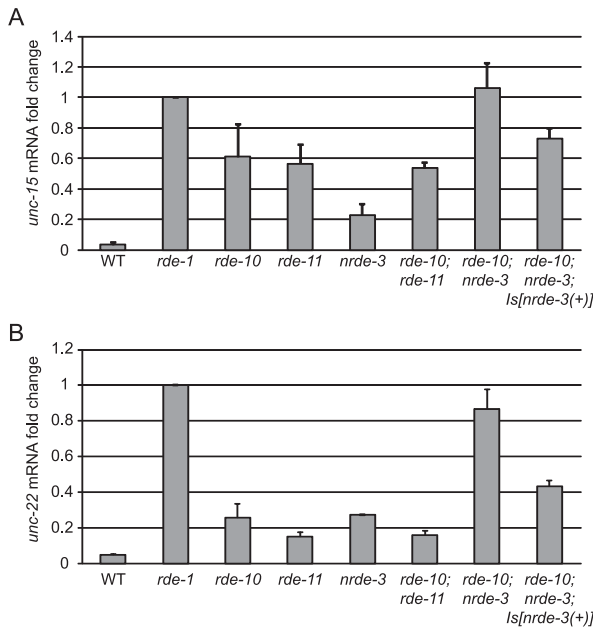 A
unc-15 mRNA fold change
1.4
1.2
1
0.8
0.6
0.4
0.2
0
WT rde-1 rde-10 rde-11 nrde-3 rde-10; rde-10; rde-10;
rde-11 nrde-3 nrde-3;
Is[nrde-3(+)]
B
unc-22 mRNA fold change
1.2
1
0.8
0.6
0.4
0.2
0
WT rde-1 rde-10 rde-11 nrde-3 rde-10; rde-10; rde-10;
rde-11 nrde-3 nrde-3;
Is[nrde-3(+)]